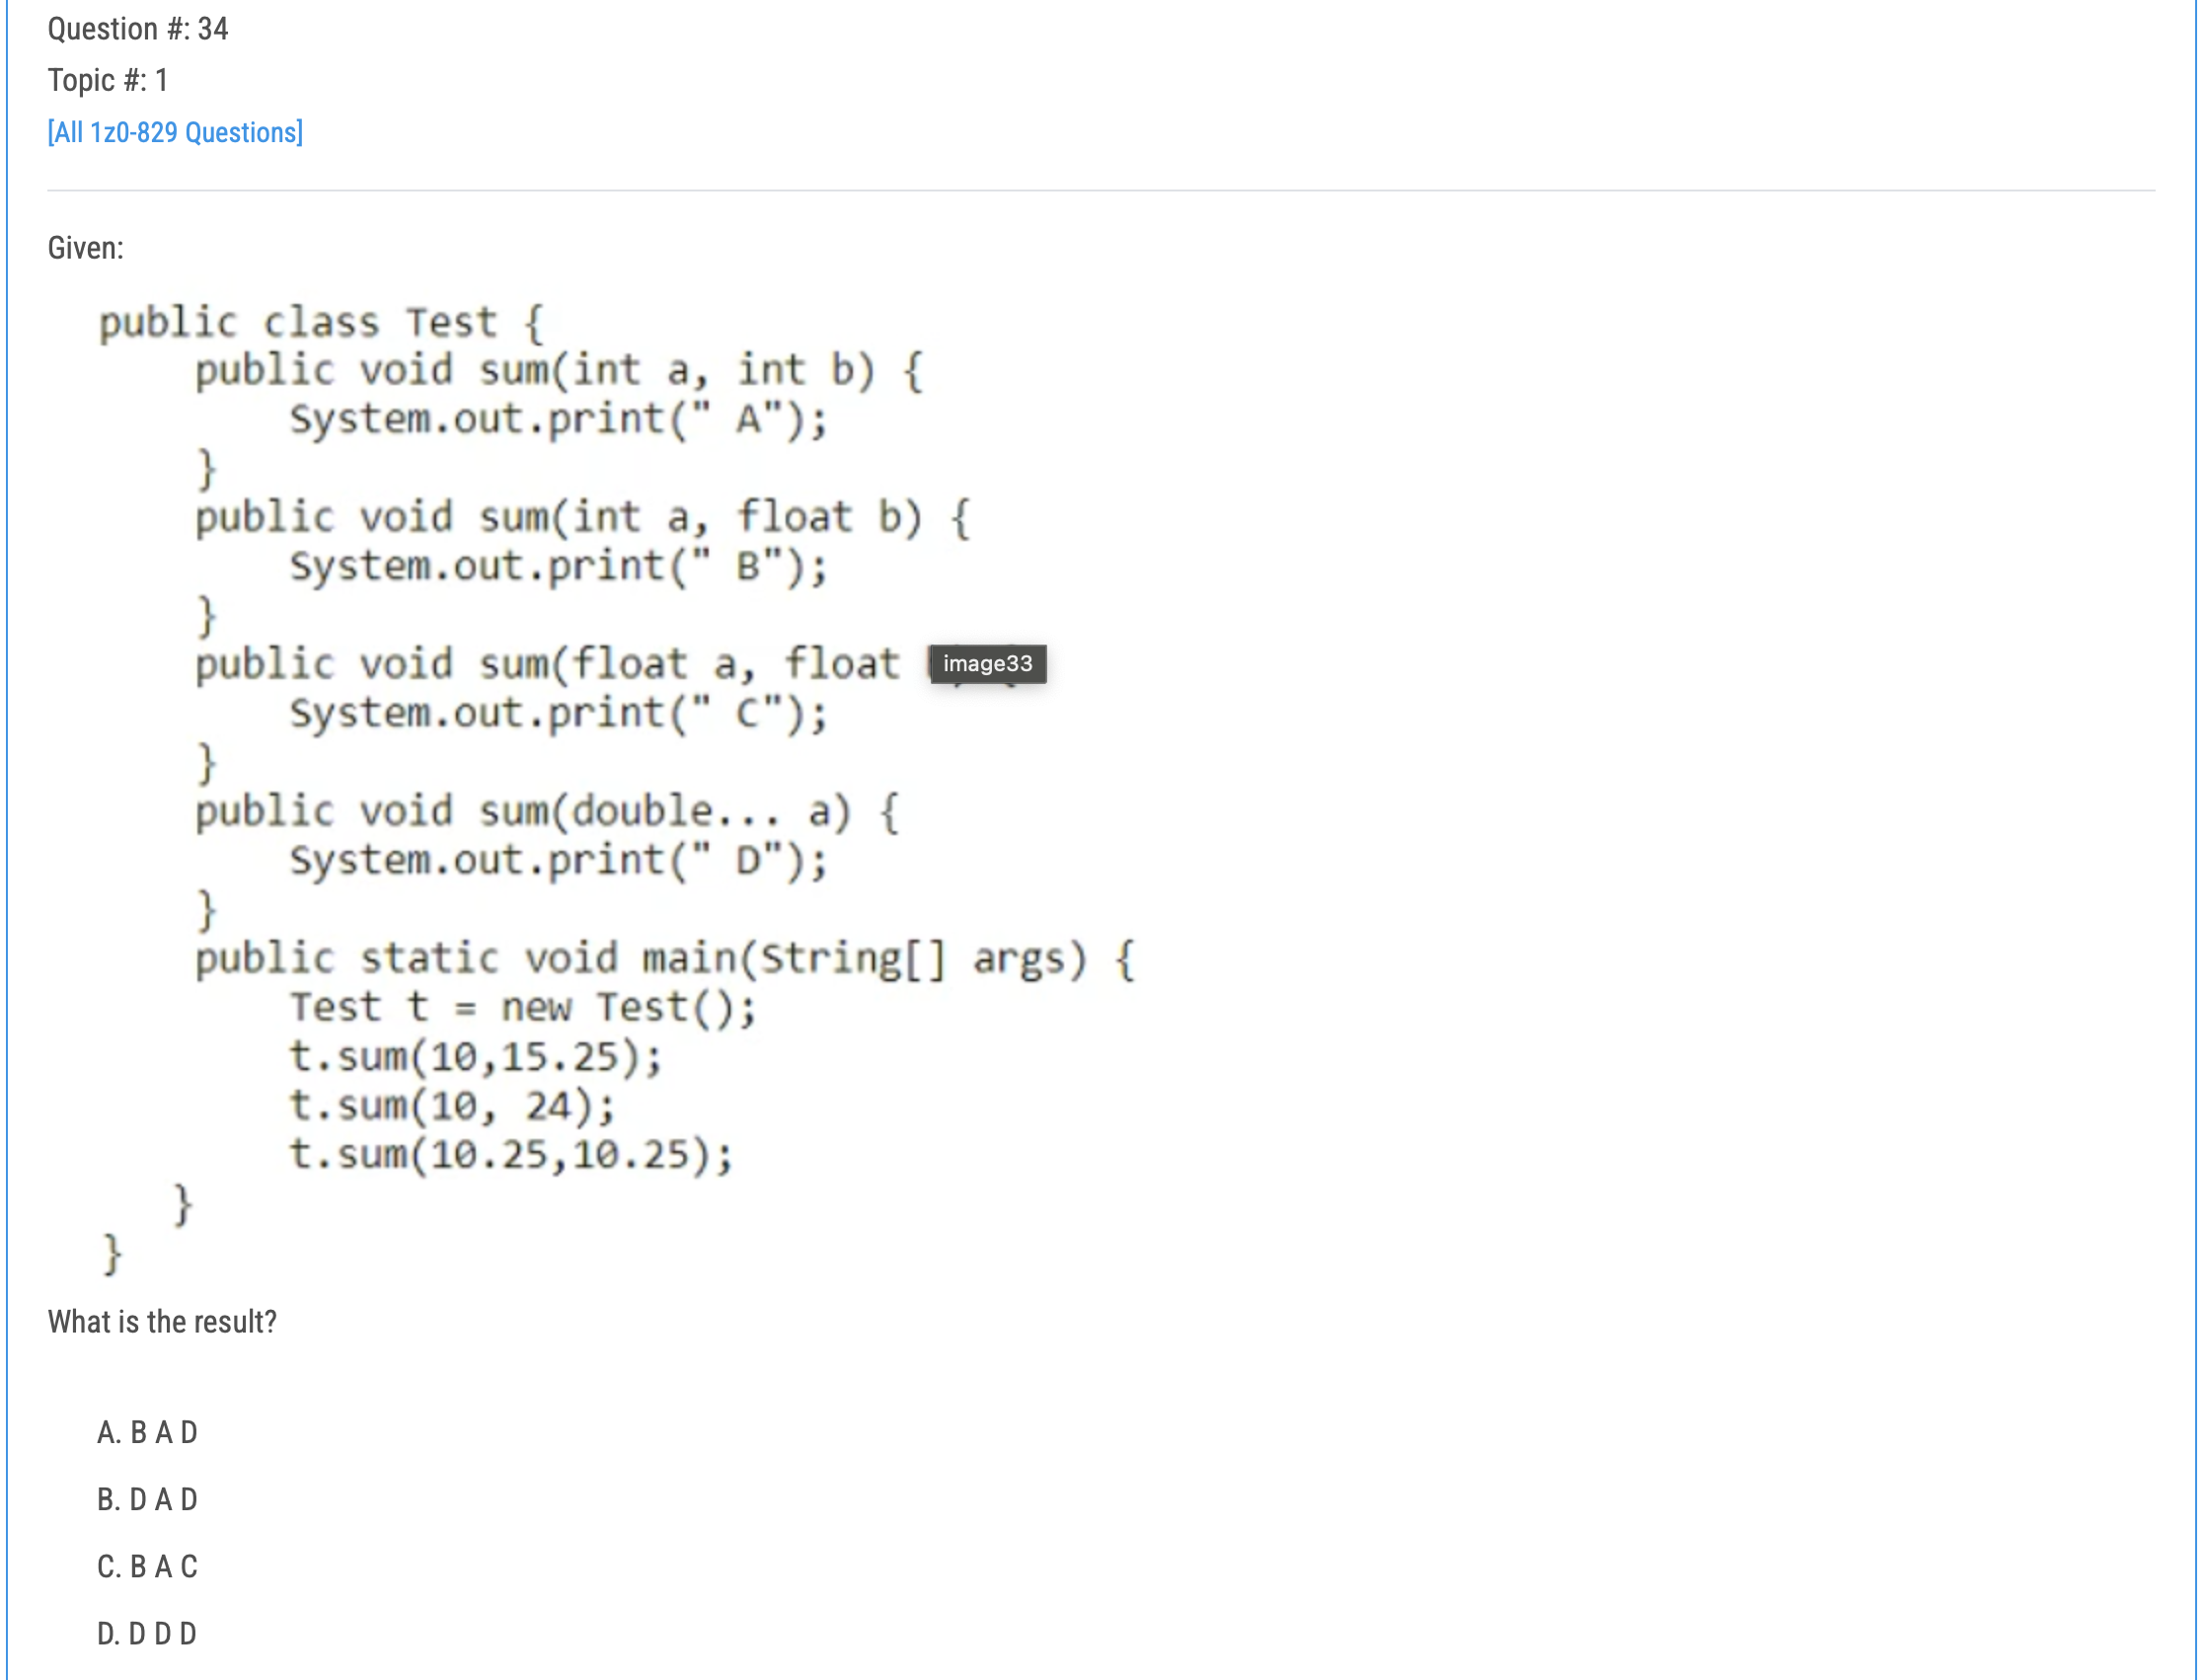 Question #: 34
Topic #: 1
[All 1z0-829 Questions]
Given:
public class Test {
public void sum(int a, int b) {
System.out.print(" A");
}
public void sum(int a, float b) {
System.out.print(" B");
}
public void sum(float a, float image33
System.out.print(" C");
}
public void sum(double... a) {
System.out.print(" D");
}
public static void main(String[] args) {
Test t = new Test();
t.sum(10,15.25);
t.sum(10, 24);
t.sum(10.25,10.25);
}
}
What is the result?
A. B A D
B. D A D
C. B A C
D. D D D